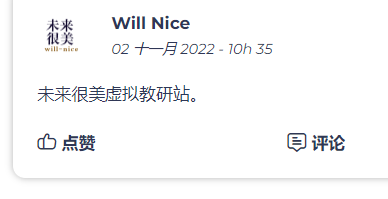 未来
很美
will-nice
Will Nice
02 十一月 2022 - 10h 35
未来很美虚拟教研站。
点赞
评论